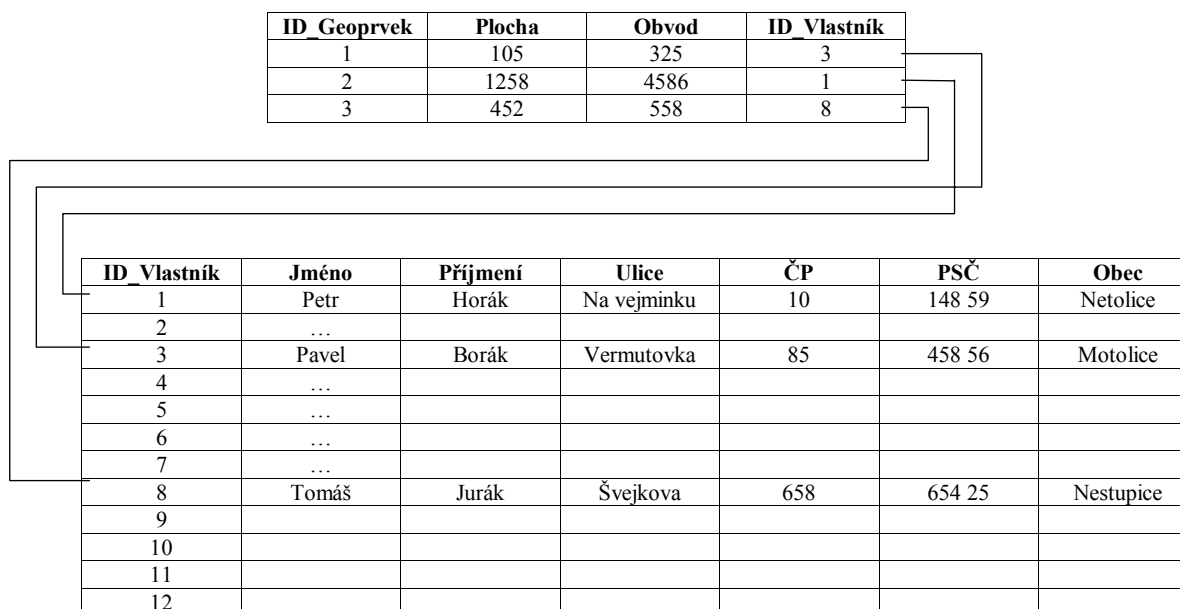 ID_Geoprvek Plocha Obvod ID_Vlastník
1 105 325 3
2 1258 4586 1
3 452 558 8
ID_Vlastník Jméno Příjmení Ulice ČP PSČ Obec
1 Petr Horák Na vejminku 10 148 59 Netolice
2 …
3 Pavel Borák Vermutovka 85 458 56 Motolice
4 …
5 …
6 …
7 …
8 Tomáš Jurák Švejkova 658 654 25 Nestupice
9
10
11
12